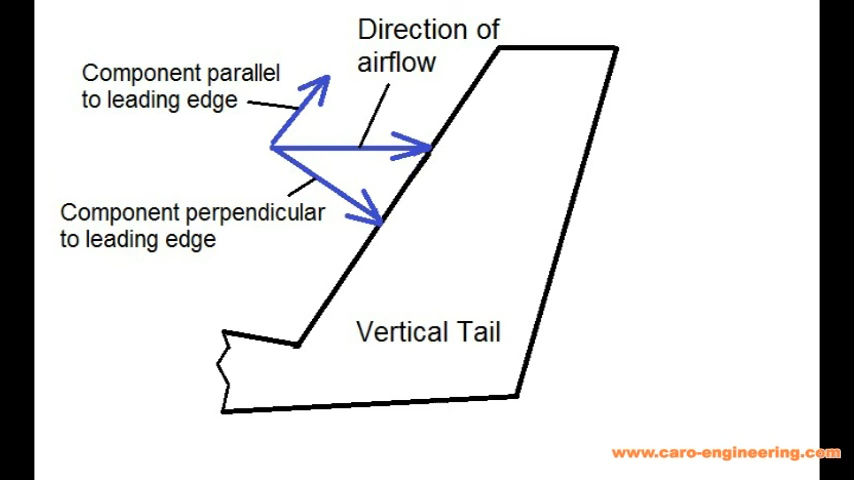 Direction of
airflow
Component parallel
to leading edge
Component perpendicular
to leading edge
Vertical Tail
www.caro-engineering.com